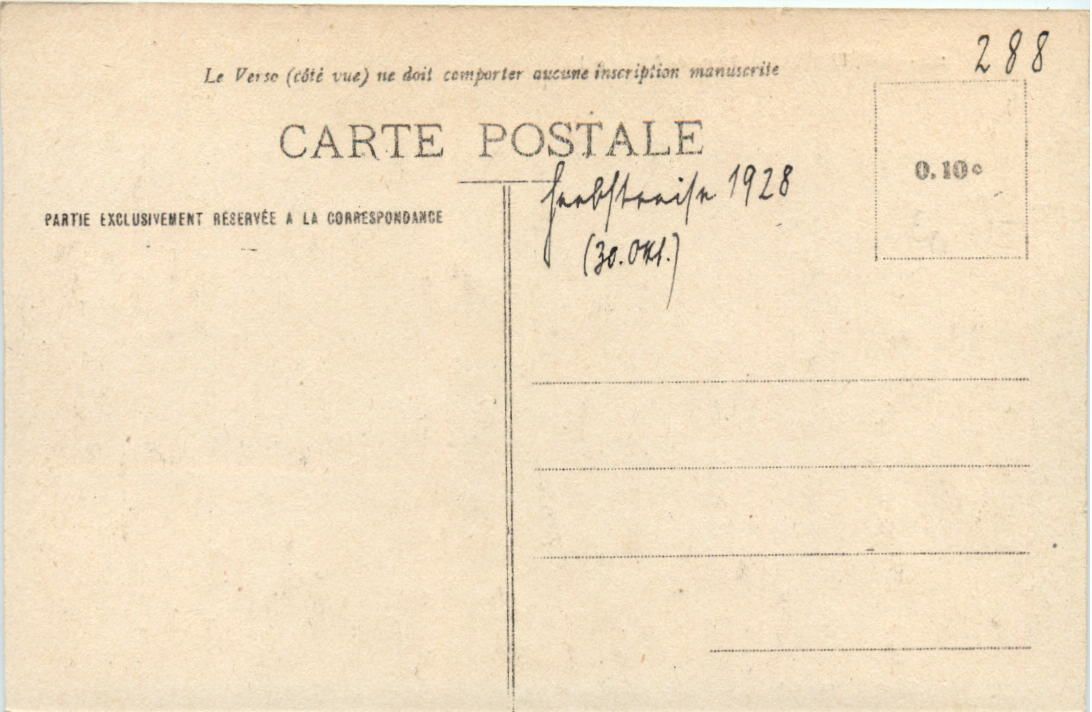 288
Le Verso (côté vue) ne doit comporter aucune inscription manuscrite
CARTE POSTALE
0.10c
Herbstreise 1928
PARTIE EXCLUSIVEMENT RÉSERVÉE A LA CORRESPONDANCE
(30. Okt.)